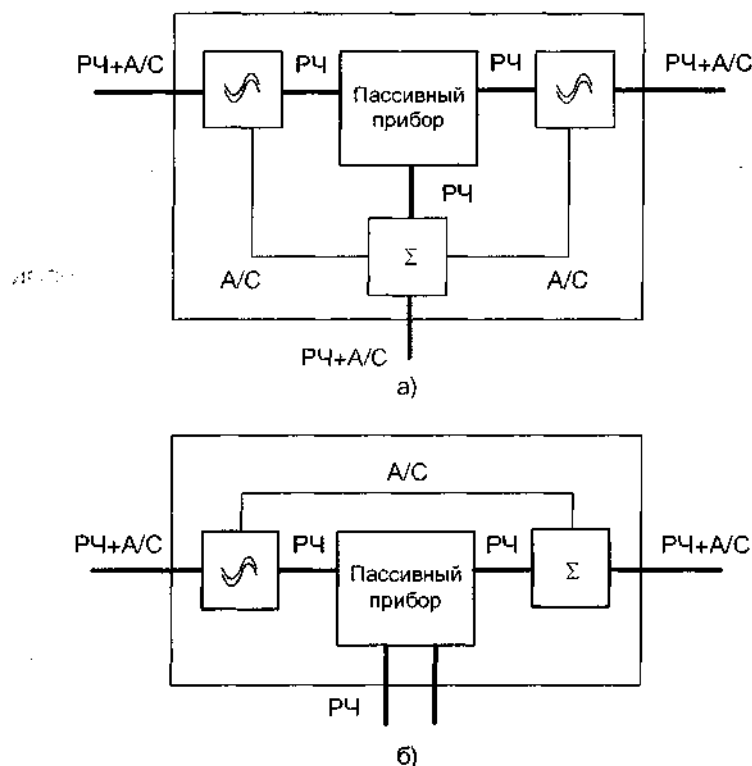 РЧ+А/С
РЧ
Пассивный
прибор
РЧ
РЧ+А/С
РЧ
Σ
А/С
А/С
РЧ+А/С
а)
А/С
РЧ+А/С
РЧ
Пассивный
прибор
РЧ
Σ
РЧ+А/С
РЧ
б)